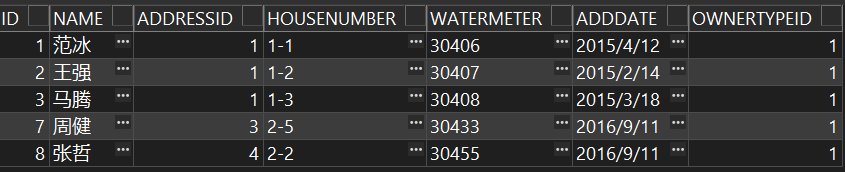 ID NAME ADDRESSID HOUSENUMBER WATERMETER ADDDATE OWNERTYPEID
1 范冰 ... 1 1-1 ... 30406 ... 2015/4/12 ... 1
2 王强 ... 1 1-2 ... 30407 ... 2015/2/14 ... 1
3 马腾 ... 1 1-3 ... 30408 ... 2015/3/18 ... 1
7 周健 ... 3 2-5 ... 30433 ... 2016/9/11 ... 1
8 张哲 ... 4 2-2 ... 30455 ... 2016/9/11 ... 1